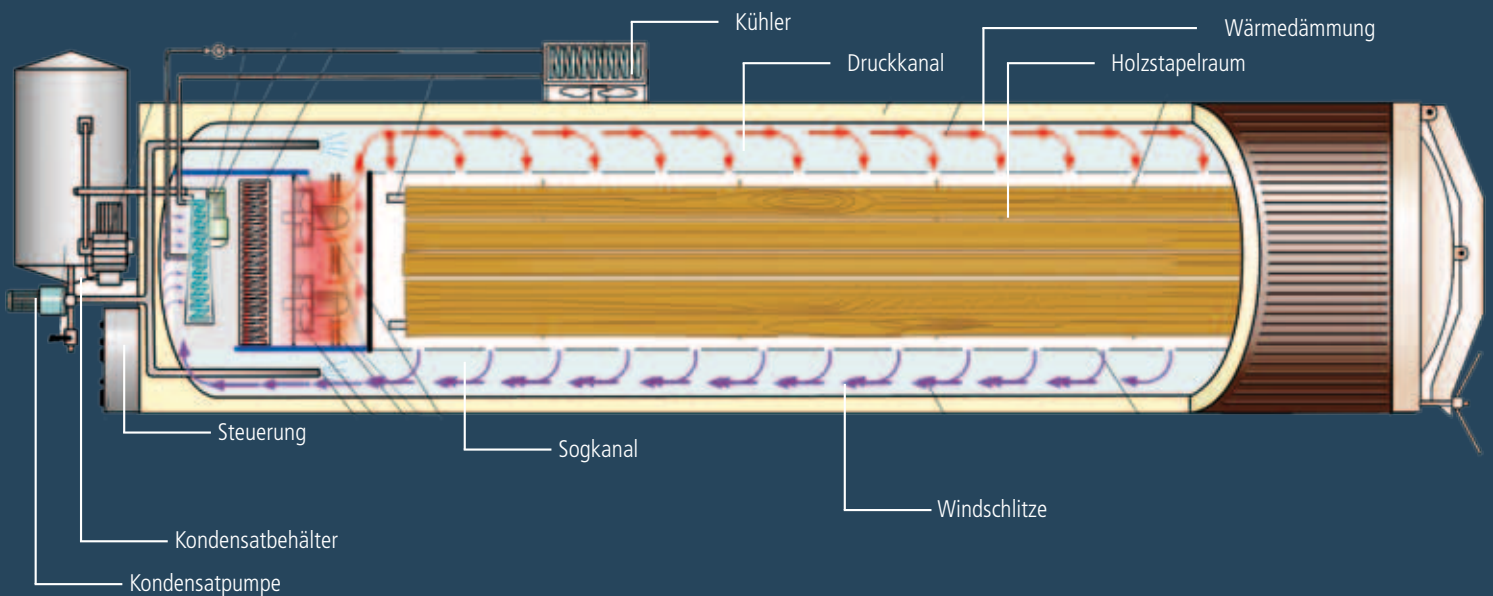 Kühler
Wärmedämmung
Druckkanal
Holzstapelraum
Steuerung
Sogkanal
Windschlitze
Kondensatbehälter
Kondensatpumpe